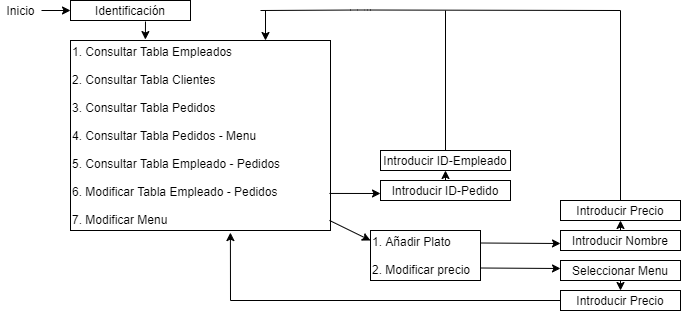 Inicio
Identificación
1. Consultar Tabla Empleados
2. Consultar Tabla Clientes
3. Consultar Tabla Pedidos
4. Consultar Tabla Pedidos - Menu
5. Consultar Tabla Empleado - Pedidos
6. Modificar Tabla Empleado - Pedidos
7. Modificar Menu
Introducir ID-Empleado
Introducir ID-Pedido
1. Añadir Plato
2. Modificar precio
Introducir Precio
Introducir Nombre
Seleccionar Menu
Introducir Precio